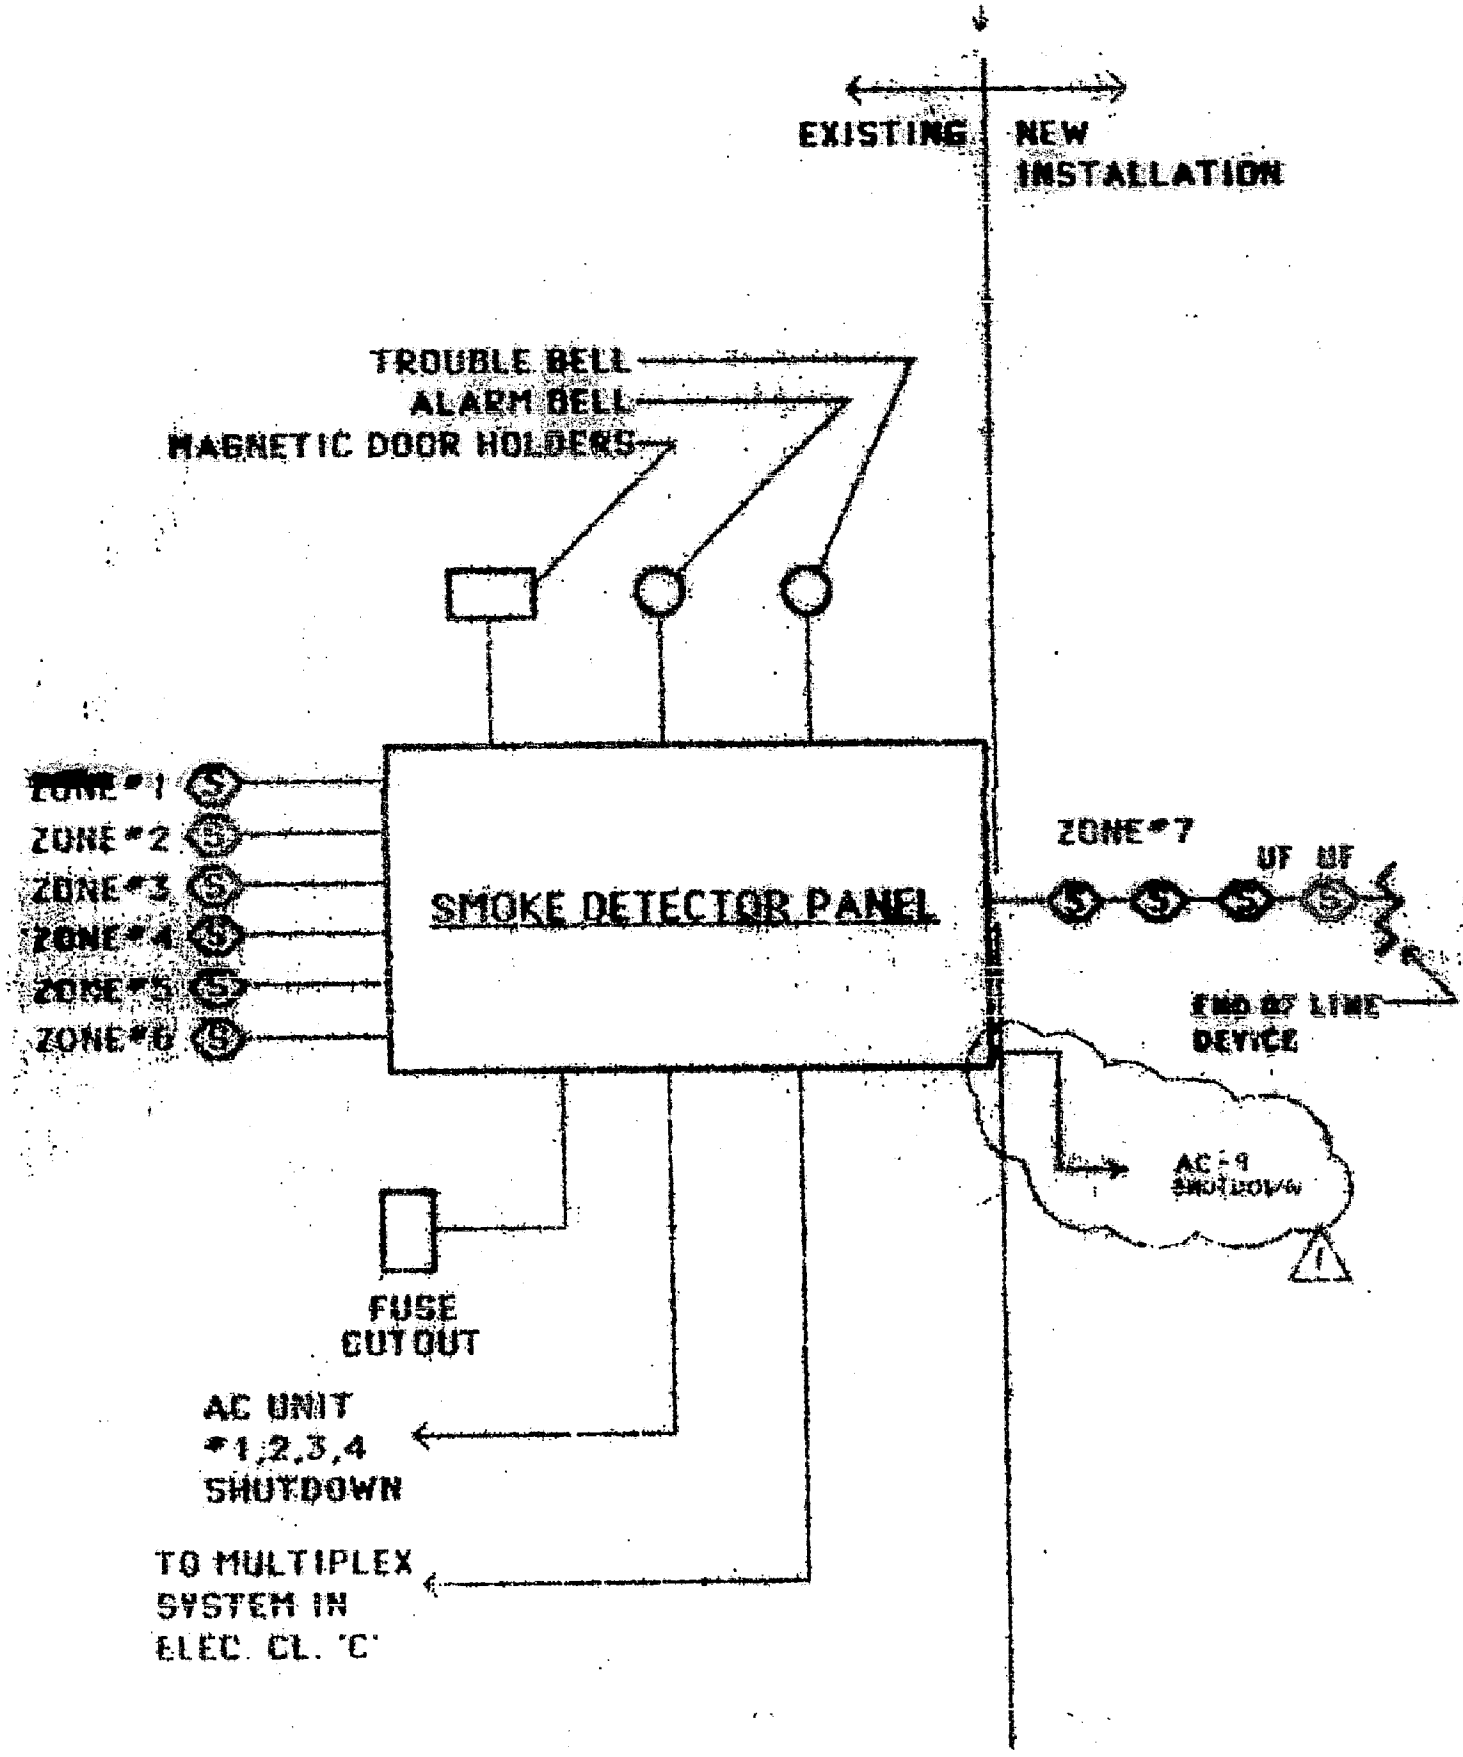 EXISTING NEW
INSTALLATION
TROUBLE BELL
ALARM BELL
MAGNETIC DOOR HOLDERS
ZONE#1 S
ZONE#2 S
ZONE#3 S
ZONE#4 S
ZONE#5 S
ZONE#6 S
SMOKE DETECTOR PANEL
ZONE#7
UF UF
S S S S
END OF LINE
DEVICE
AC-9
SHUTDOWN
1
FUSE
CUTOUT
AC UNIT
#1,2,3,4
SHUTDOWN
TO MULTIPLEX
SYSTEM IN
ELEC. CL. 'C'